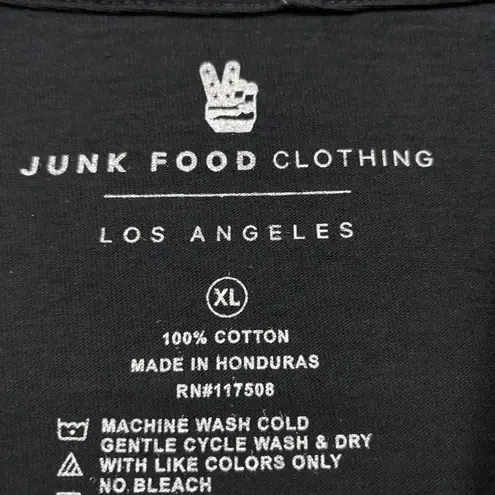 JUNK FOOD CLOTHING
LOS ANGELES
XL
100% COTTON
MADE IN HONDURAS
RN#117508
MACHINE WASH COLD
GENTLE CYCLE WASH & DRY
WITH LIKE COLORS ONLY
NO BLEACH